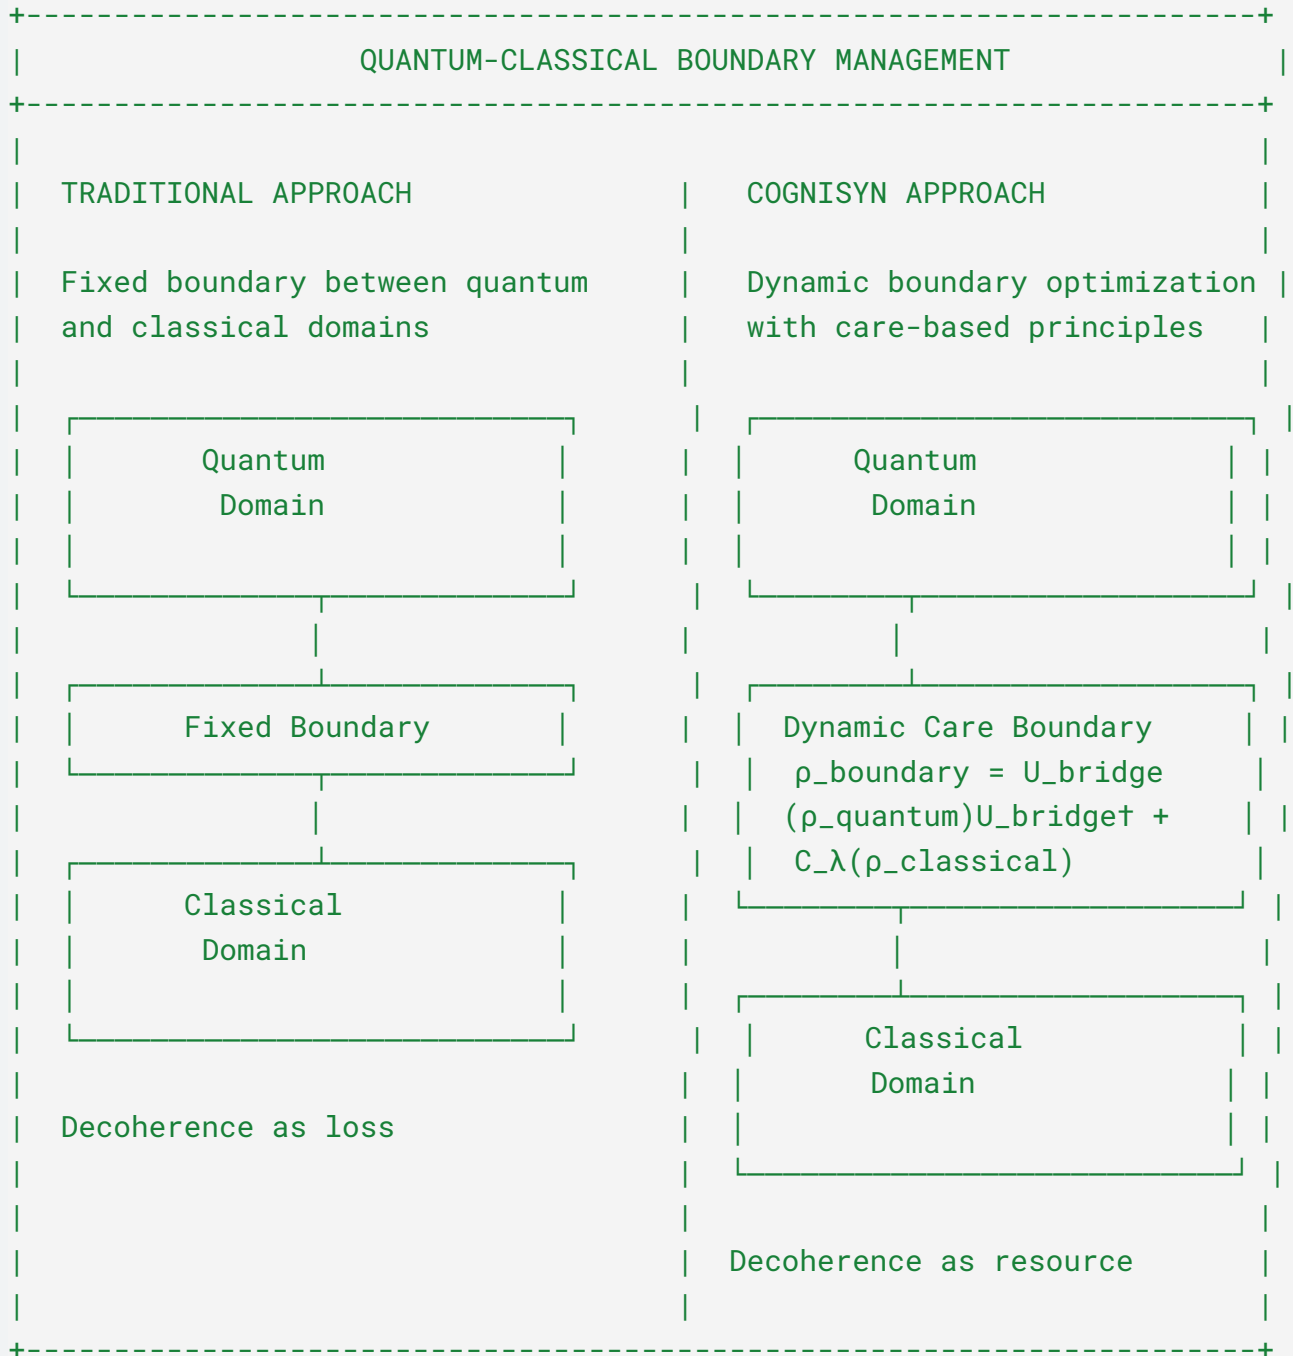 QUANTUM-CLASSICAL BOUNDARY MANAGEMENT
TRADITIONAL APPROACH
Fixed boundary between quantum
and classical domains
Quantum
Domain
Fixed Boundary
Classical
Domain
Decoherence as loss
COGNISYN APPROACH
Dynamic boundary optimization
with care-based principles
Quantum
Domain
Dynamic Care Boundary
ρ_boundary = U_bridge
(ρ_quantum)U_bridge† +
C_λ(ρ_classical)
Classical
Domain
Decoherence as resource